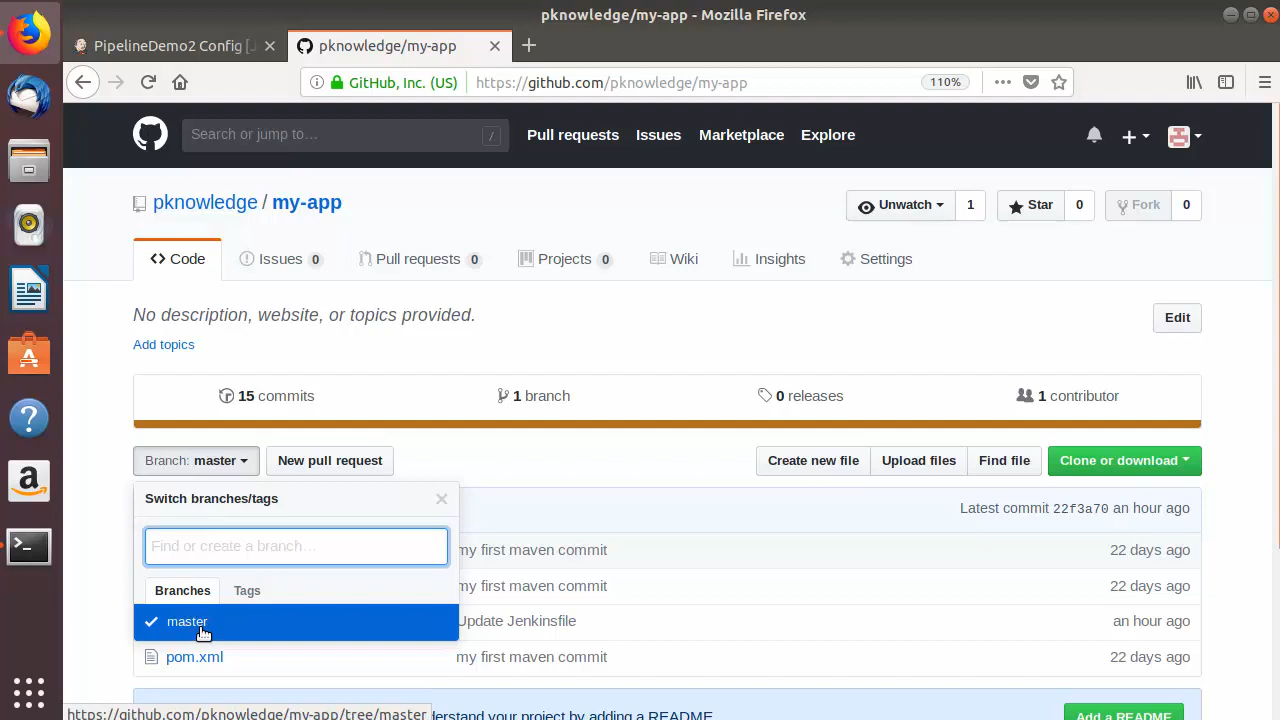 pknowledge/my-app - Mozilla Firefox
PipelineDemo2 Config [
pknowledge/my-app
GitHub, Inc. (US)
https://github.com/pknowledge/my-app
110%
Search or jump to…
/
Pull requests
Issues
Marketplace
Explore
pknowledge / my-app
Unwatch 1
Star 0
Fork 0
Code
Issues 0
Pull requests 0
Projects 0
Wiki
Insights
Settings
No description, website, or topics provided.
Edit
Add topics
15 commits
1 branch
0 releases
1 contributor
Branch: master
New pull request
Create new file
Upload files
Find file
Clone or download
Switch branches/tags
Latest commit 22f3a70 an hour ago
Find or create a branch…
my first maven commit
22 days ago
Branches
Tags
my first maven commit
22 days ago
master
Update Jenkinsfile
an hour ago
pom.xml
my first maven commit
22 days ago
https://github.com/pknowledge/my-app/tree/master
derstand your project by adding a README.
Add a README